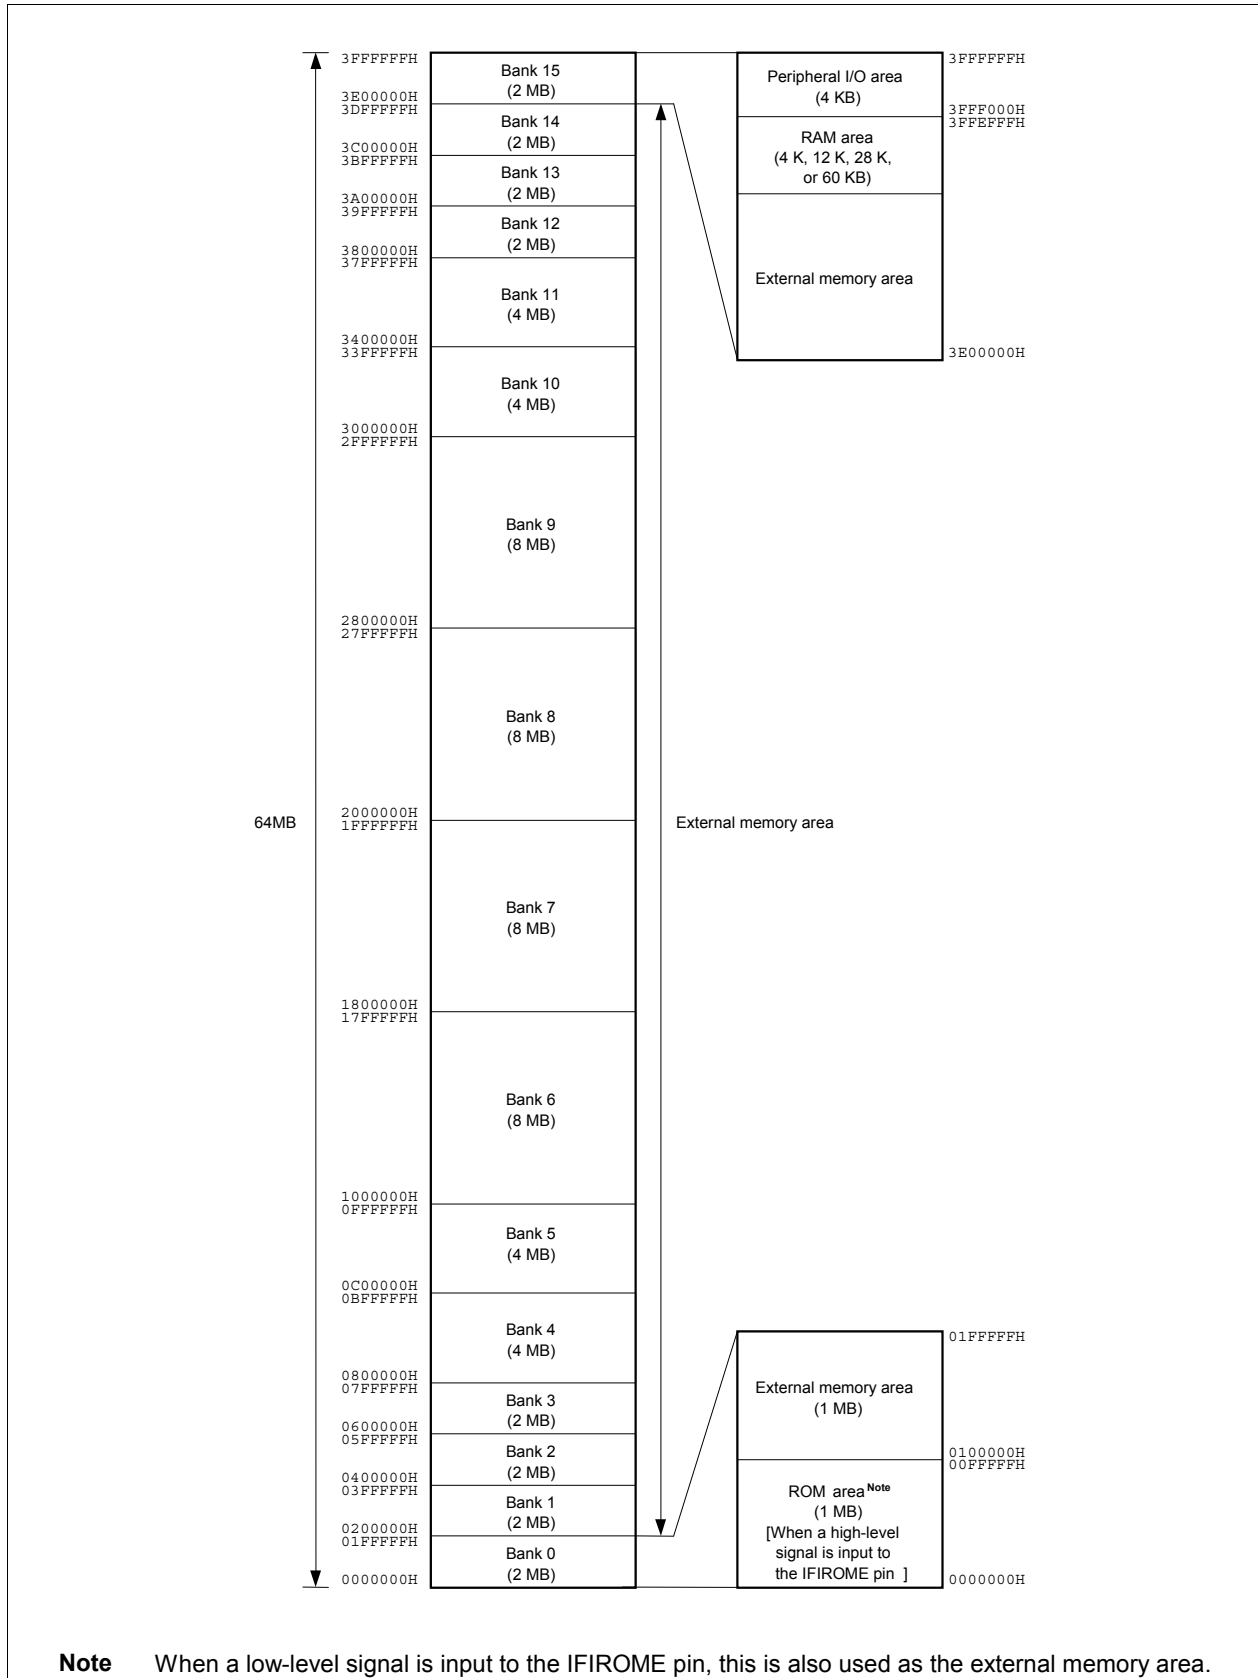 3FFFFFFH
Bank 15
(2 MB)
3E00000H
3DFFFFFH
Bank 14
(2 MB)
3C00000H
3BFFFFFH
Bank 13
(2 MB)
3A00000H
39FFFFFH
Bank 12
(2 MB)
3800000H
37FFFFFH
Bank 11
(4 MB)
3400000H
33FFFFFH
Bank 10
(4 MB)
3000000H
2FFFFFFH
Bank 9
(8 MB)
2800000H
27FFFFFH
Bank 8
(8 MB)
64MB
2000000H
1FFFFFFH
External memory area
Bank 7
(8 MB)
1800000H
17FFFFFH
Bank 6
(8 MB)
1000000H
0FFFFFFH
Bank 5
(4 MB)
0C00000H
0BFFFFFH
Bank 4
(4 MB)
0800000H
07FFFFFH
Bank 3
(2 MB)
0600000H
05FFFFFH
Bank 2
(2 MB)
0400000H
03FFFFFH
Bank 1
(2 MB)
0200000H
01FFFFFH
Bank 0
(2 MB)
0000000H
Peripheral I/O area
(4 KB)
3FFFFFFH
3FFF000H
3FFEFFFH
RAM area
(4 K, 12 K, 28 K,
or 60 KB)
External memory area
3E00000H
01FFFFFH
External memory area
(1 MB)
0100000H
00FFFFFH
ROM area Note
(1 MB)
[When a high-level
signal is input to
the IFIROME pin ]
0000000H
Note When a low-level signal is input to the IFIROME pin, this is also used as the external memory area.